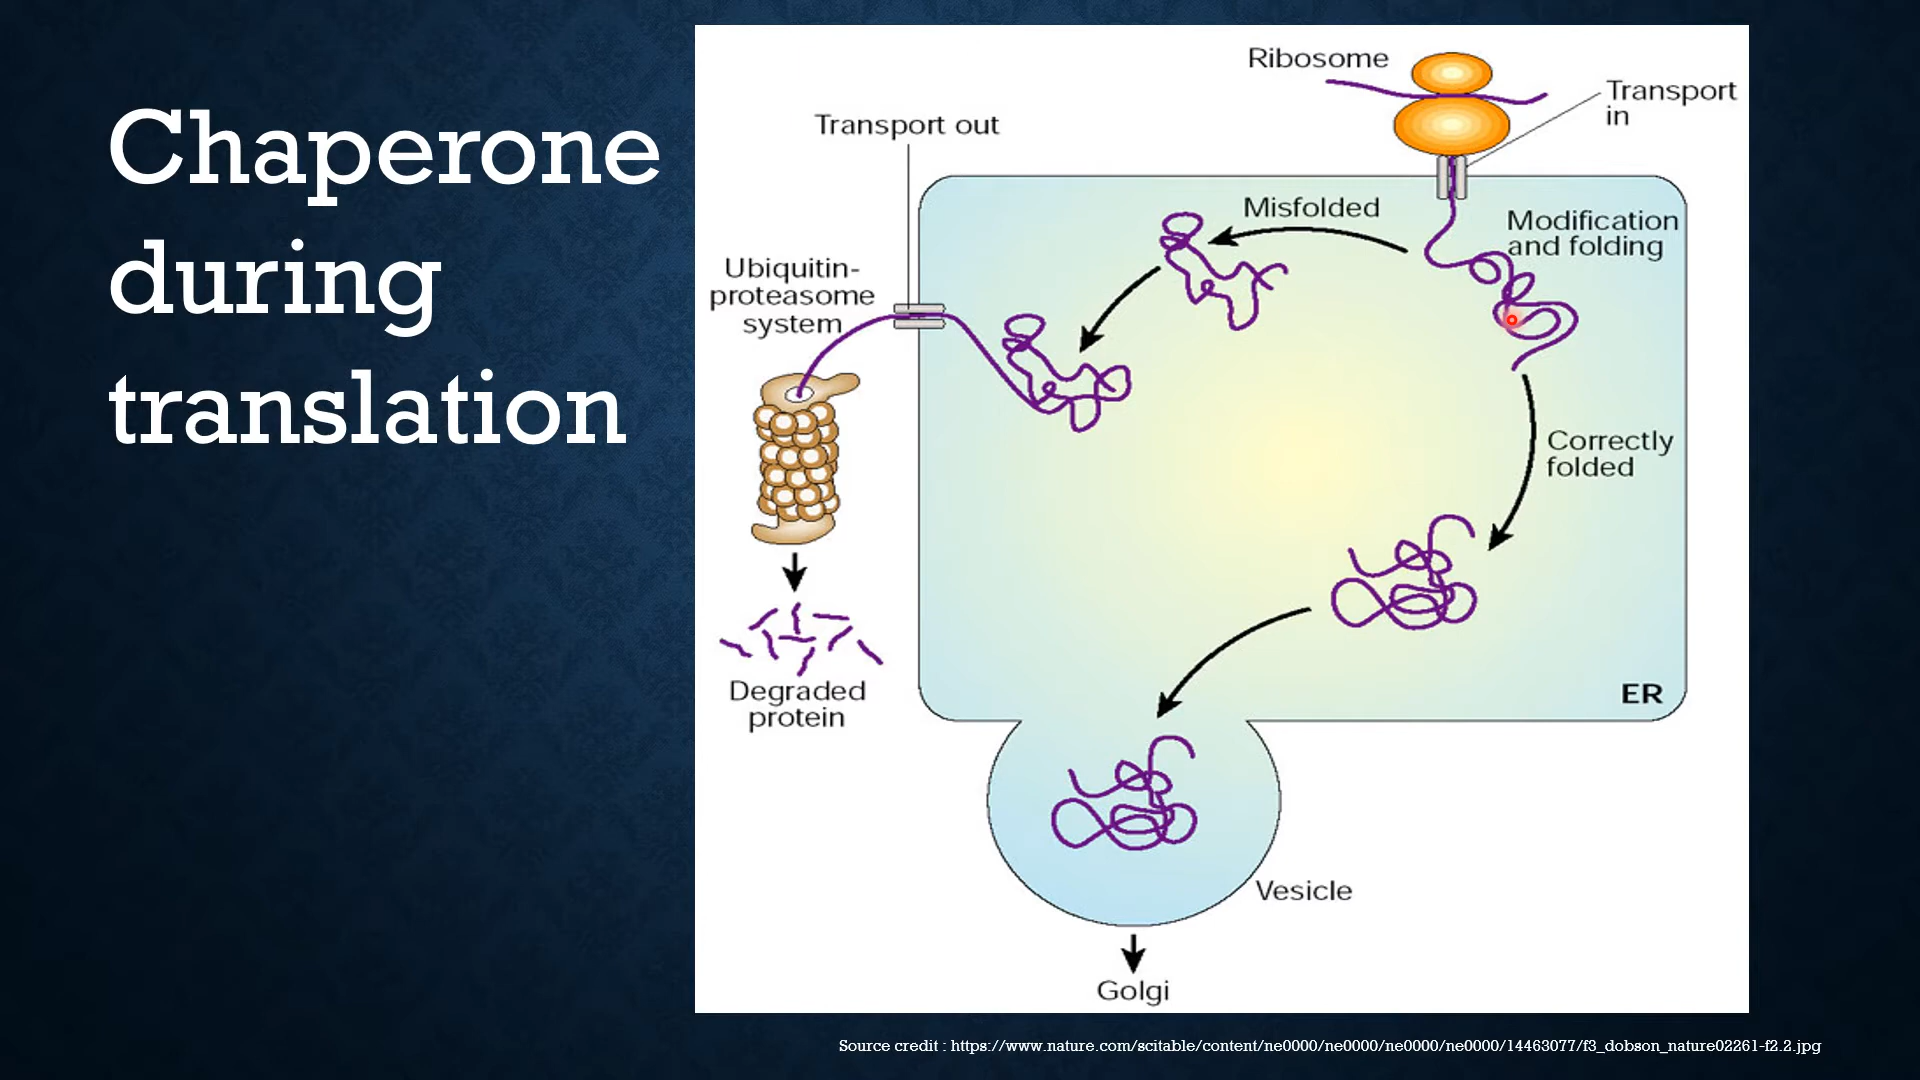 Chaperone
during
translation
Ribosome
Transport
in
Transport out
Misfolded
Modification
and folding
Ubiquitin-
proteasome
system
Correctly
folded
Degraded
protein
ER
Vesicle
Golgi
Source credit : https://www.nature.com/scitable/content/ne0000/ne0000/ne0000/ne0000/14463077/f3_dobson_nature02261-f2.2.jpg